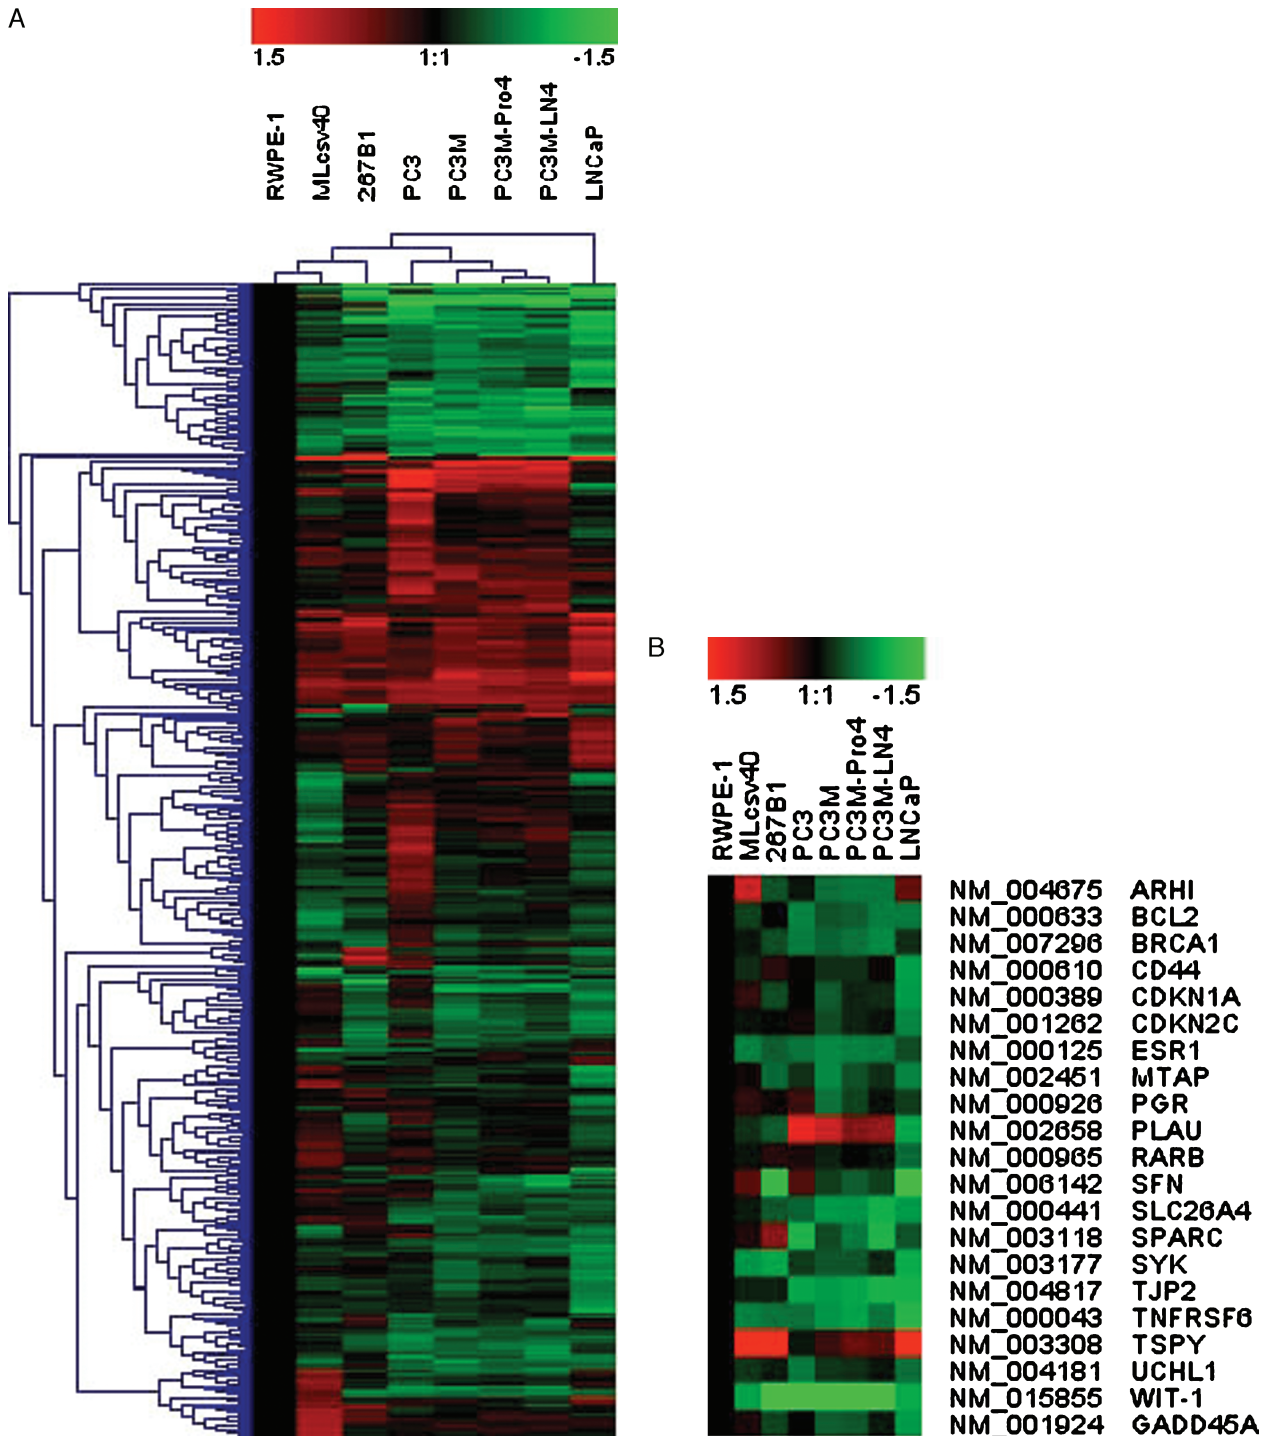 A
1.5 1:1 -1.5
RWPE-1
MLcsv40
267B1
PC3
PC3M
PC3M-Pro4
PC3M-LN4
LNCaP
B
1.5 1:1 -1.5
RWPE-1
MLcsv40
267B1
PC3
PC3M
PC3M-Pro4
PC3M-LN4
LNCaP
NM_004675 ARHI
NM_000633 BCL2
NM_007296 BRCA1
NM_000610 CD44
NM_000389 CDKN1A
NM_001262 CDKN2C
NM_000125 ESR1
NM_002451 MTAP
NM_000926 PGR
NM_002658 PLAU
NM_000965 RARB
NM_006142 SFN
NM_000441 SLC26A4
NM_003118 SPARC
NM_003177 SYK
NM_004817 TJP2
NM_000043 TNFRSF6
NM_003308 TSPY
NM_004181 UCHL1
NM_015855 WIT-1
NM_001924 GADD45A